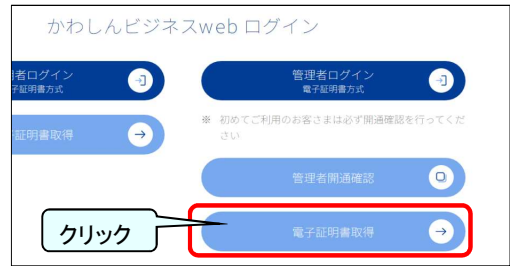 かわしんビジネスweb ログイン
者ログイン
子証明書方式
証明書取得
管理者ログイン
電子証明書方式
※ 初めてご利用のお客さまは必ず開通確認を行ってくだ
さい
管理者開通確認
電子証明書取得
クリック